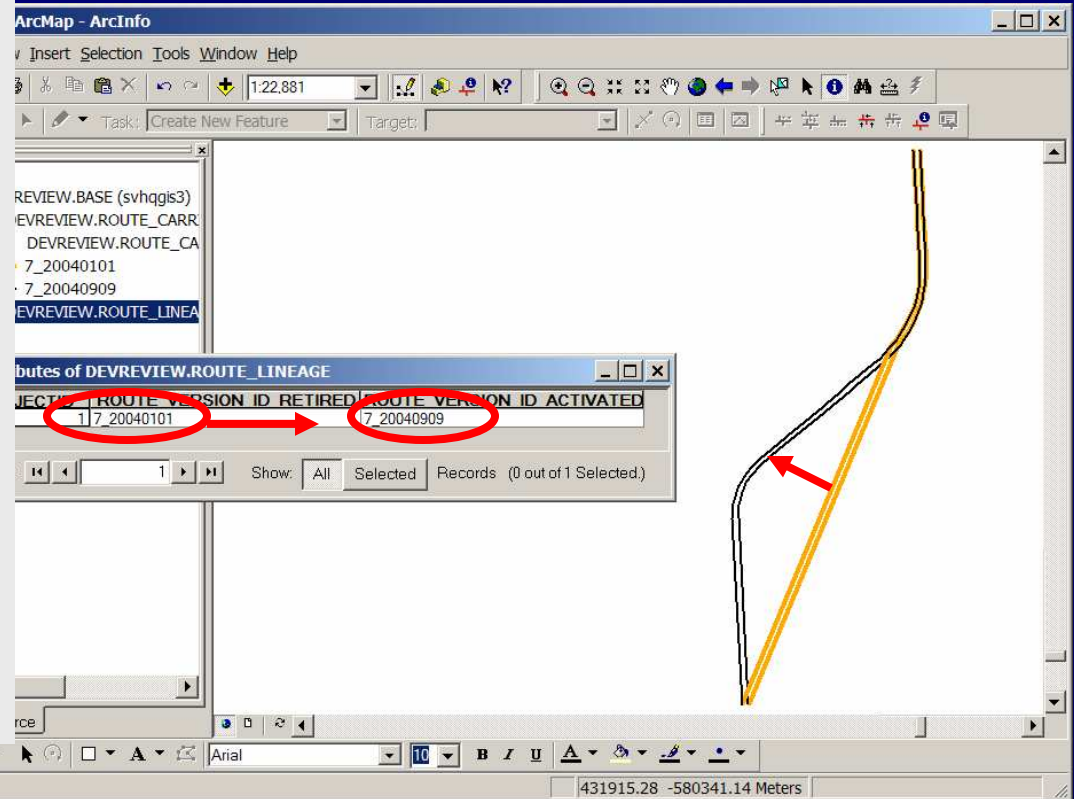 ArcMap - ArcInfo
w Insert Selection Tools Window Help
1:22,881
Task: Create New Feature Target:
REVIEW.BASE (svhqgis3)
EVREVIEW.ROUTE_CARR
DEVREVIEW.ROUTE_CA
7_20040101
7_20040909
EVREVIEW.ROUTE_LINEA
butes of DEVREVIEW.ROUTE_LINEAGE
JECTID ROUTE_VERSION_ID_RETIRED ROUTE_VERSION_ID_ACTIVATED
1 7_20040101 7_20040909
1 Show: All Selected Records (0 out of 1 Selected.)
rce
A Arial 10 B I U A
431915.28 -580341.14 Meters